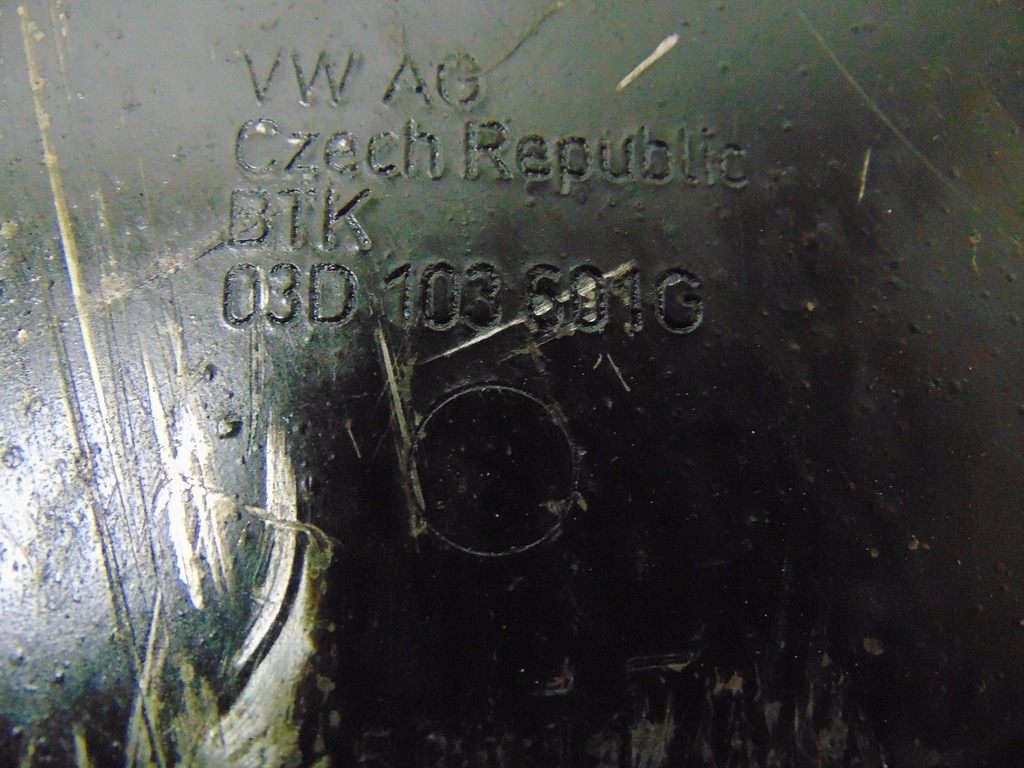 VW AG
Czech Republic
BTK
03D 103 601G